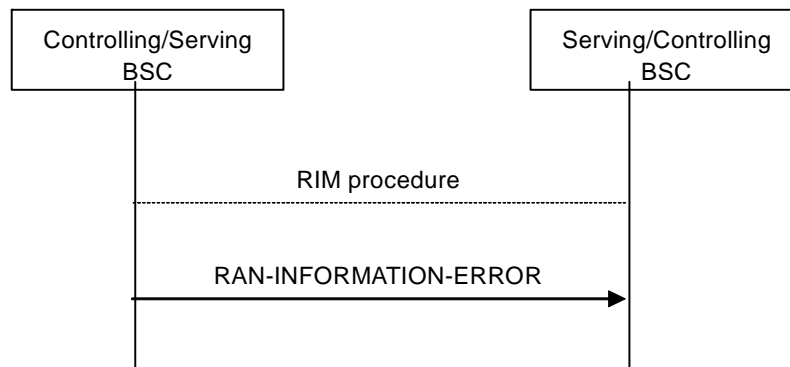 Controlling/Serving
BSC
Serving/Controlling
BSC
RIM procedure
RAN-INFORMATION-ERROR